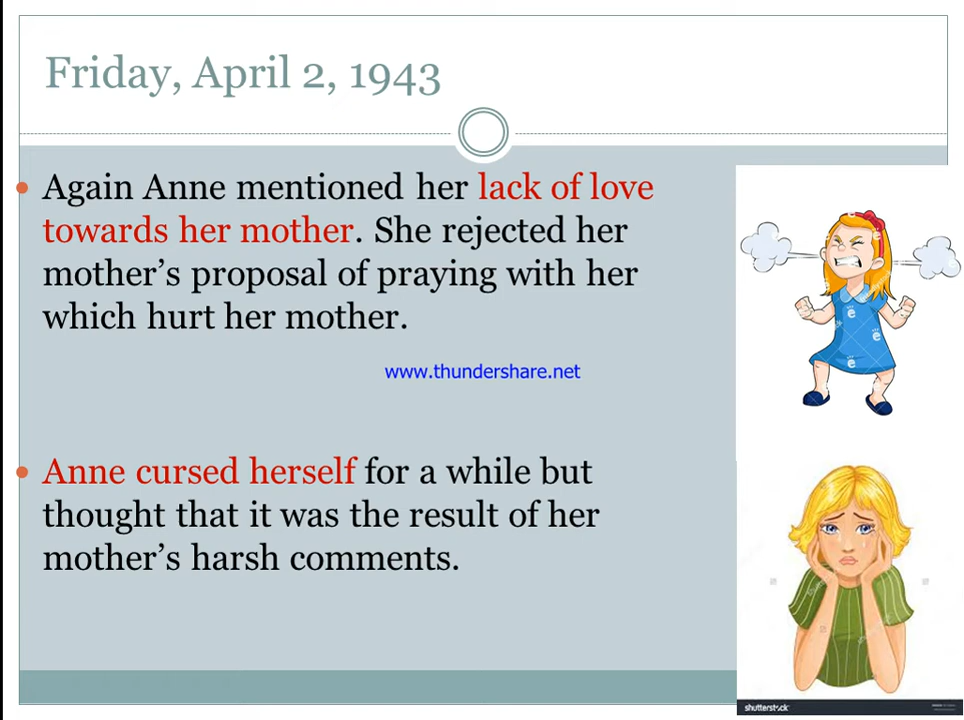 Friday, April 2, 1943
Again Anne mentioned her lack of love
towards her mother. She rejected her
mother's proposal of praying with her
which hurt her mother.
www.thundershare.net
Anne cursed herself for a while but
thought that it was the result of her
mother's harsh comments.
shutterstock